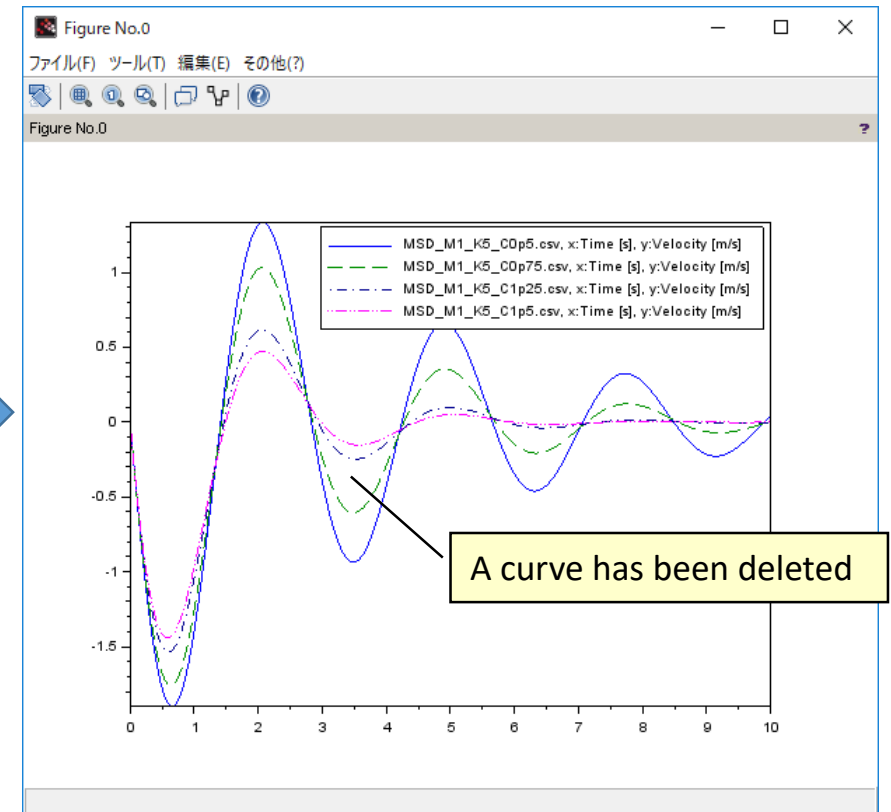 Figure No.0
ファイル(F) ツール(T) 編集(E) その他(?)
Figure No.0 ?
MSD_M1_K5_C0p5.csv, x:Time [s], y:Velocity [m/s]
MSD_M1_K5_C0p75.csv, x:Time [s], y:Velocity [m/s]
MSD_M1_K5_C1p25.csv, x:Time [s], y:Velocity [m/s]
MSD_M1_K5_C1p5.csv, x:Time [s], y:Velocity [m/s]
1
0.5
0
-0.5
-1
-1.5
A curve has been deleted
0 1 2 3 4 5 6 7 8 9 10